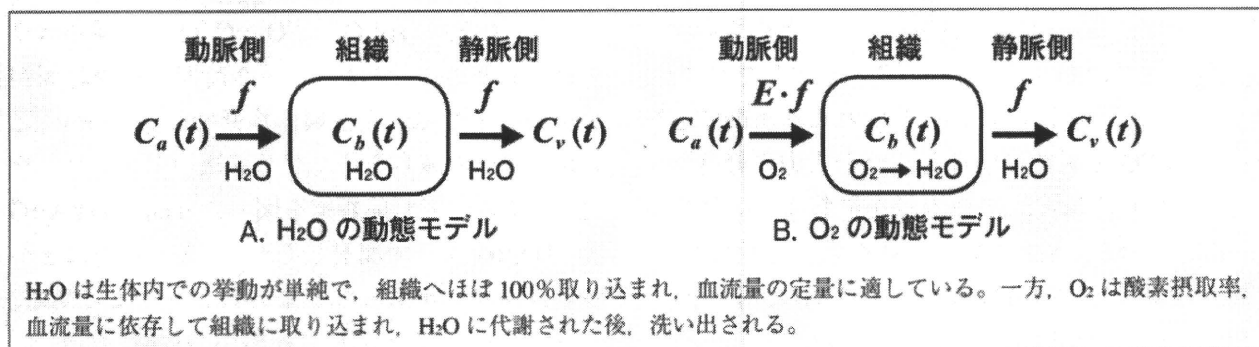 動脈側 組織 静脈側 動脈側 組織 静脈側
f f E・f f
Ca(t) Cb(t) Cv(t) Ca(t) Cb(t) Cv(t)
H2O H2O H2O O2 O2→H2O H2O
A. H2O の動態モデル B. O2 の動態モデル
H2O は生体内での挙動が単純で，組織へほぼ 100％取り込まれ，血流量の定量に適している。一方，O2 は酸素摂取率，
血流量に依存して組織に取り込まれ，H2O に代謝された後，洗い出される。